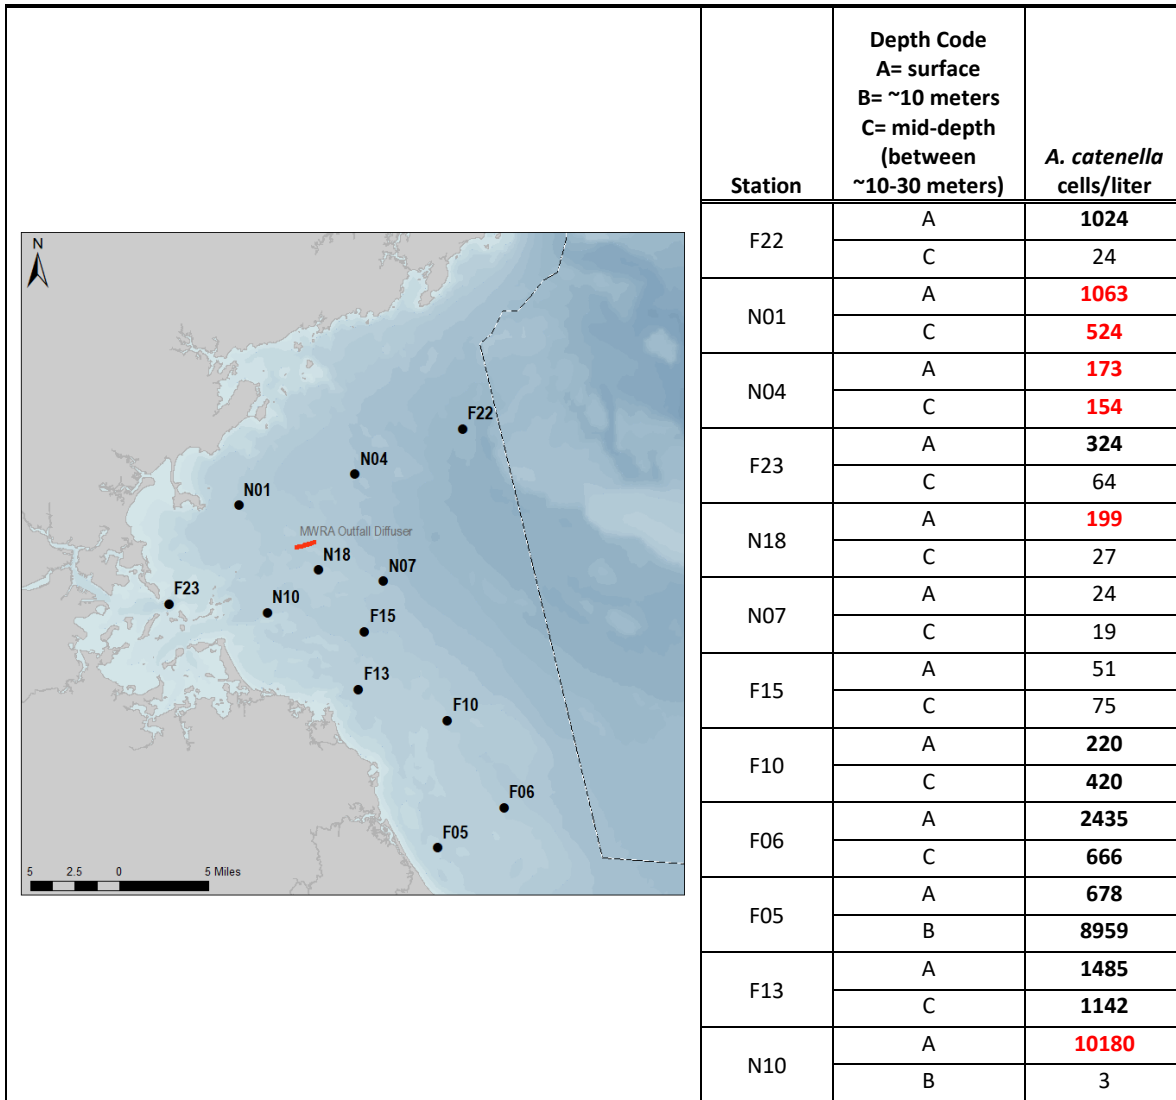 N
F22
N04
N01
MWRA Outfall Diffuser
N18
N07
F23
N10
F15
F13
F10
F06
F05
5 2.5 0 5 Miles
Station
Depth Code
A= surface
B= ~10 meters
C= mid-depth
(between
~10-30 meters)
A. catenella
cells/liter
F22
A 1024
C 24
N01
A 1063
C 524
N04
A 173
C 154
F23
A 324
C 64
N18
A 199
C 27
N07
A 24
C 19
F15
A 51
C 75
F10
A 220
C 420
F06
A 2435
C 666
F05
A 678
B 8959
F13
A 1485
C 1142
N10
A 10180
B 3